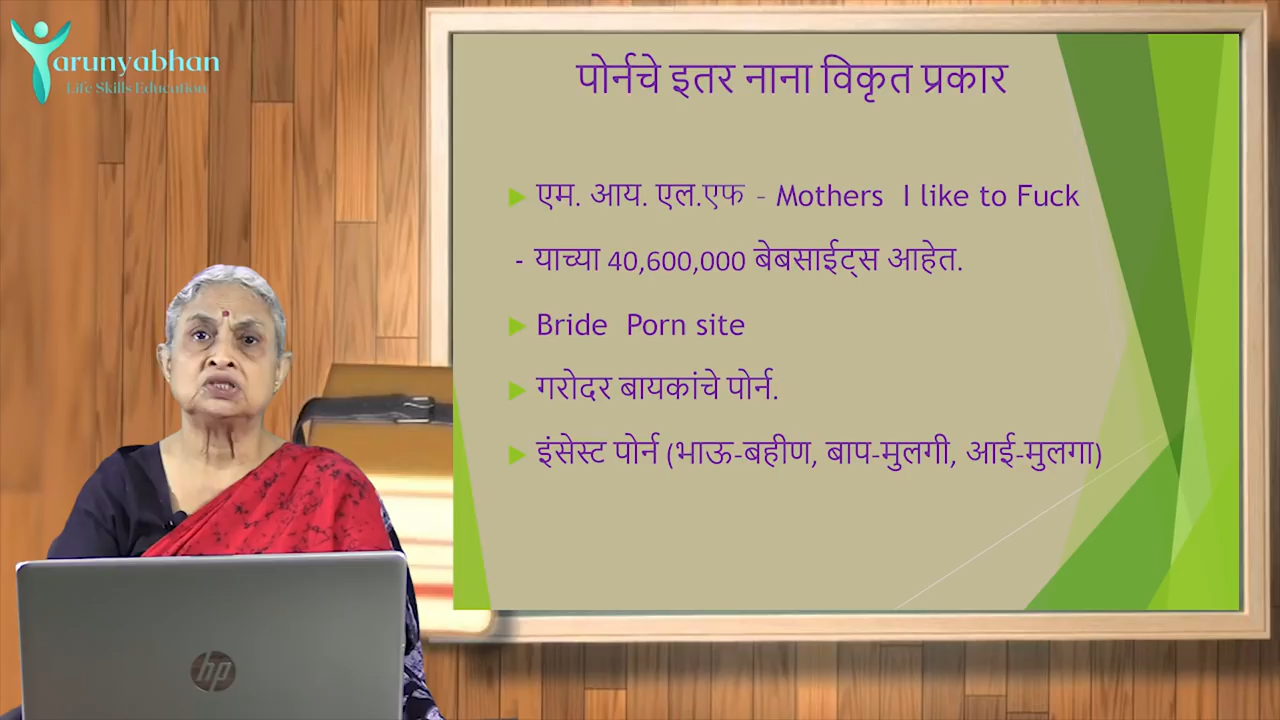 Tarunyabhan
Life Skills Education
पोर्नचे इतर नाना विकृत प्रकार
एम. आय. एल.एफ - Mothers I like to Fuck
- याच्या 40,600,000 बेबसाईट्स आहेत.
Bride Porn site
गरोदर बायकांचे पोर्न.
इंसेस्ट पोर्न (भाऊ-बहीण, बाप-मुलगी, आई-मुलगा)
hp